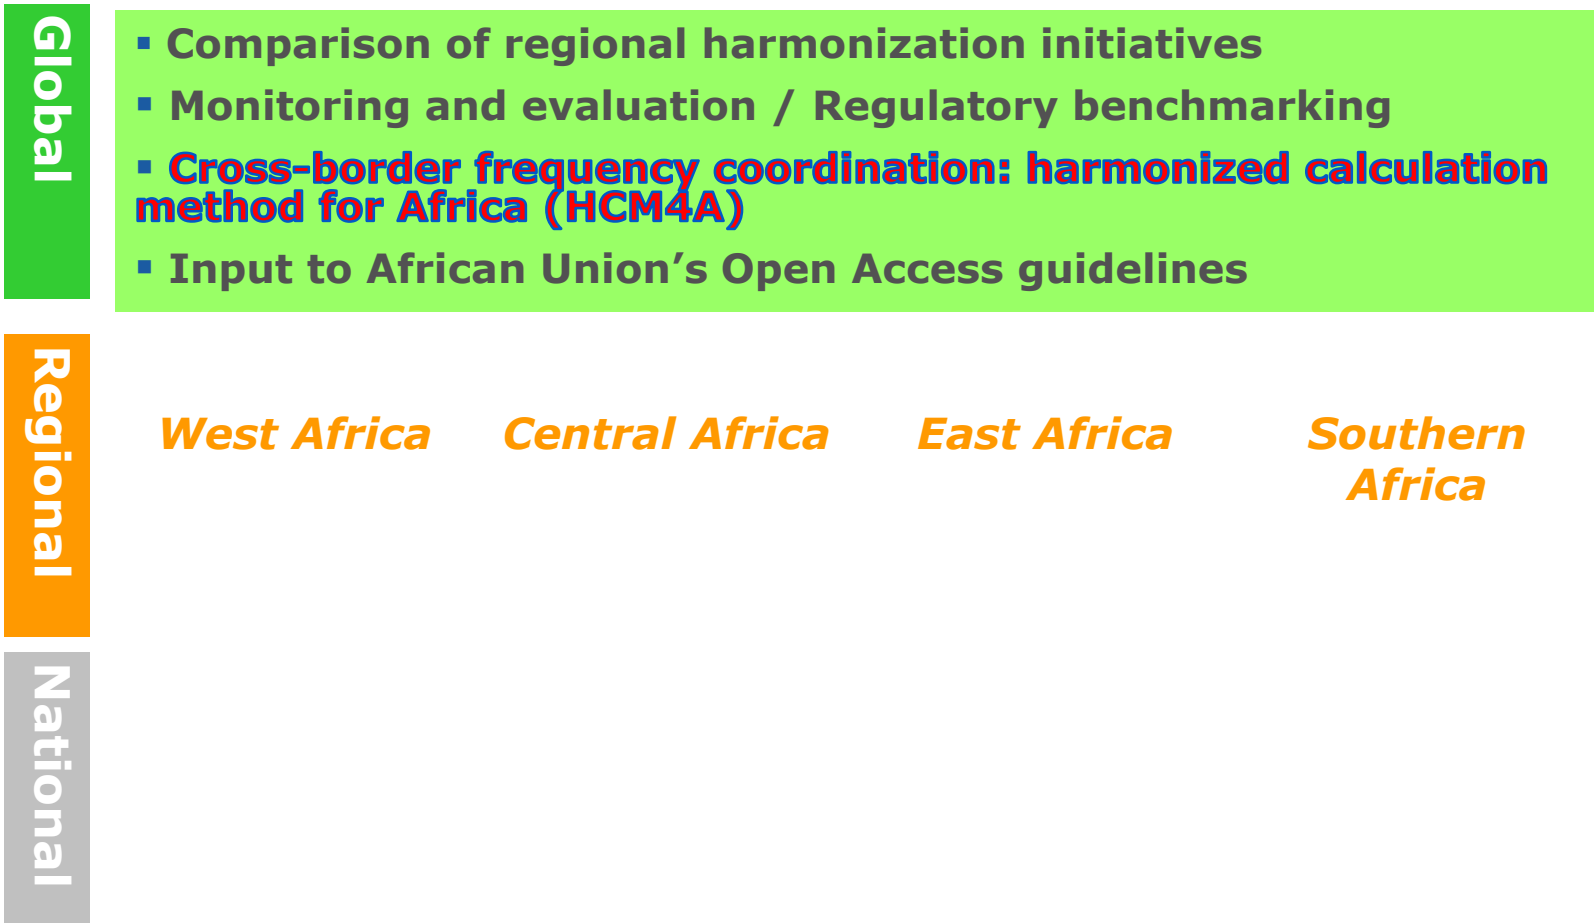 Global
▪ Comparison of regional harmonization initiatives
▪ Monitoring and evaluation / Regulatory benchmarking
▪ Cross-border frequency coordination: harmonized calculation
method for Africa (HCM4A)
▪ Input to African Union’s Open Access guidelines
Regional
West Africa
Central Africa
East Africa
Southern
Africa
National